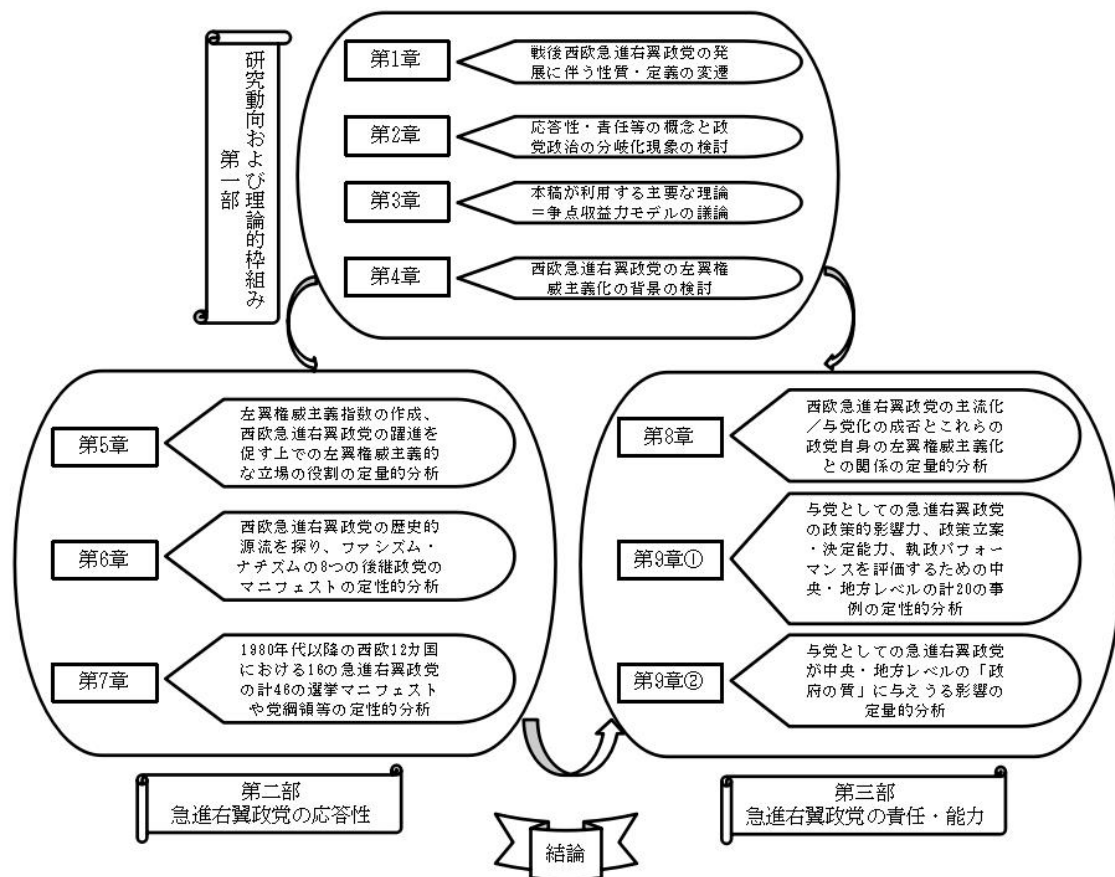 第一部
研究動向および理論的枠組み
第1章
戦後西欧急進右翼政党の発
展に伴う性質・定義の変遷
第2章
応答性・責任等の概念と政
党政治の分岐化現象の検討
第3章
本稿が利用する主要な理論
＝争点収益力モデルの議論
第4章
西欧急進右翼政党の左翼権
威主義化の背景の検討
第5章
左翼権威主義指数の作成、
西欧急進右翼政党の躍進を
促す上での左翼権威主義的
な立場の役割の定量的分析
第6章
西欧急進右翼政党の歴史的
源流を探り、ファシズム・
ナチズムの8つの後継政党の
マニフェストの定性的分析
第7章
1980年代以降の西欧12カ国
における16の急進右翼政党
の計46の選挙マニフェスト
や党綱領等の定性的分析
第二部
急進右翼政党の応答性
第8章
西欧急進右翼政党の主流化
／与党化の成否とこれらの
政党自身の左翼権威主義化
との関係の定量的分析
第9章①
与党としての急進右翼政党
の政策的影響力、政策立案
・決定能力、執政パフォー
マンスを評価するための中
央・地方レベルの計20の事
例の定性的分析
第9章②
与党としての急進右翼政党
が中央・地方レベルの「政
府の質」に与えうる影響の
定量的分析
第三部
急進右翼政党の責任・能力
結論